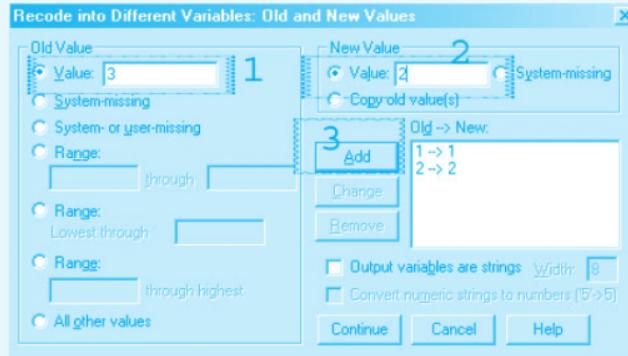 Recode into Different Variables: Old and New Values
Old Value
Value: 3
1
System-missing
System- or user-missing
Range:
through
Range:
Lowest through
Range:
through highest
All other values
New Value
2
Value: 2
System-missing
Copy old value(s)
3
Add
Change
Remove
Old --> New:
1 --> 1
2 --> 2
Output variables are strings
Width: 8
Convert numeric strings to numbers ('5'->5)
Continue
Cancel
Help